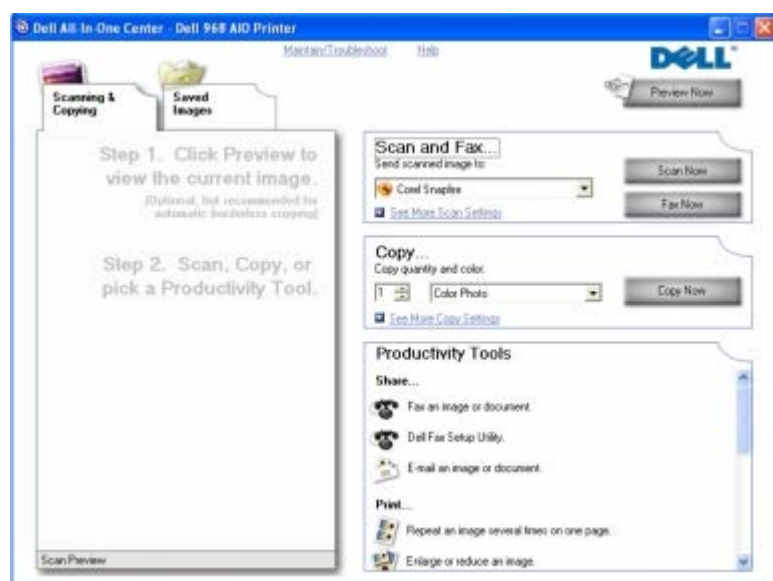 Dell All-In-One Center - Dell 968 AIO Printer
Maintain/Troubleshoot
Help
DELL
Preview Now
Scanning &
Copying
Saved
Images
Step 1. Click Preview to
view the current image.
(Optional, but recommended for
automatic borderless copying)
Step 2. Scan, Copy, or
pick a Productivity Tool.
Scan Preview
Scan and Fax...
Send scanned image to:
Corel Snapfire
See More Scan Settings
Scan Now
Fax Now
Copy...
Copy quantity and color.
1
Color Photo
See More Copy Settings
Copy Now
Productivity Tools
Share...
Fax an image or document.
Dell Fax Setup Utility.
E-mail an image or document.
Print...
Repeat an image several times on one page.
Enlarge or reduce an image.